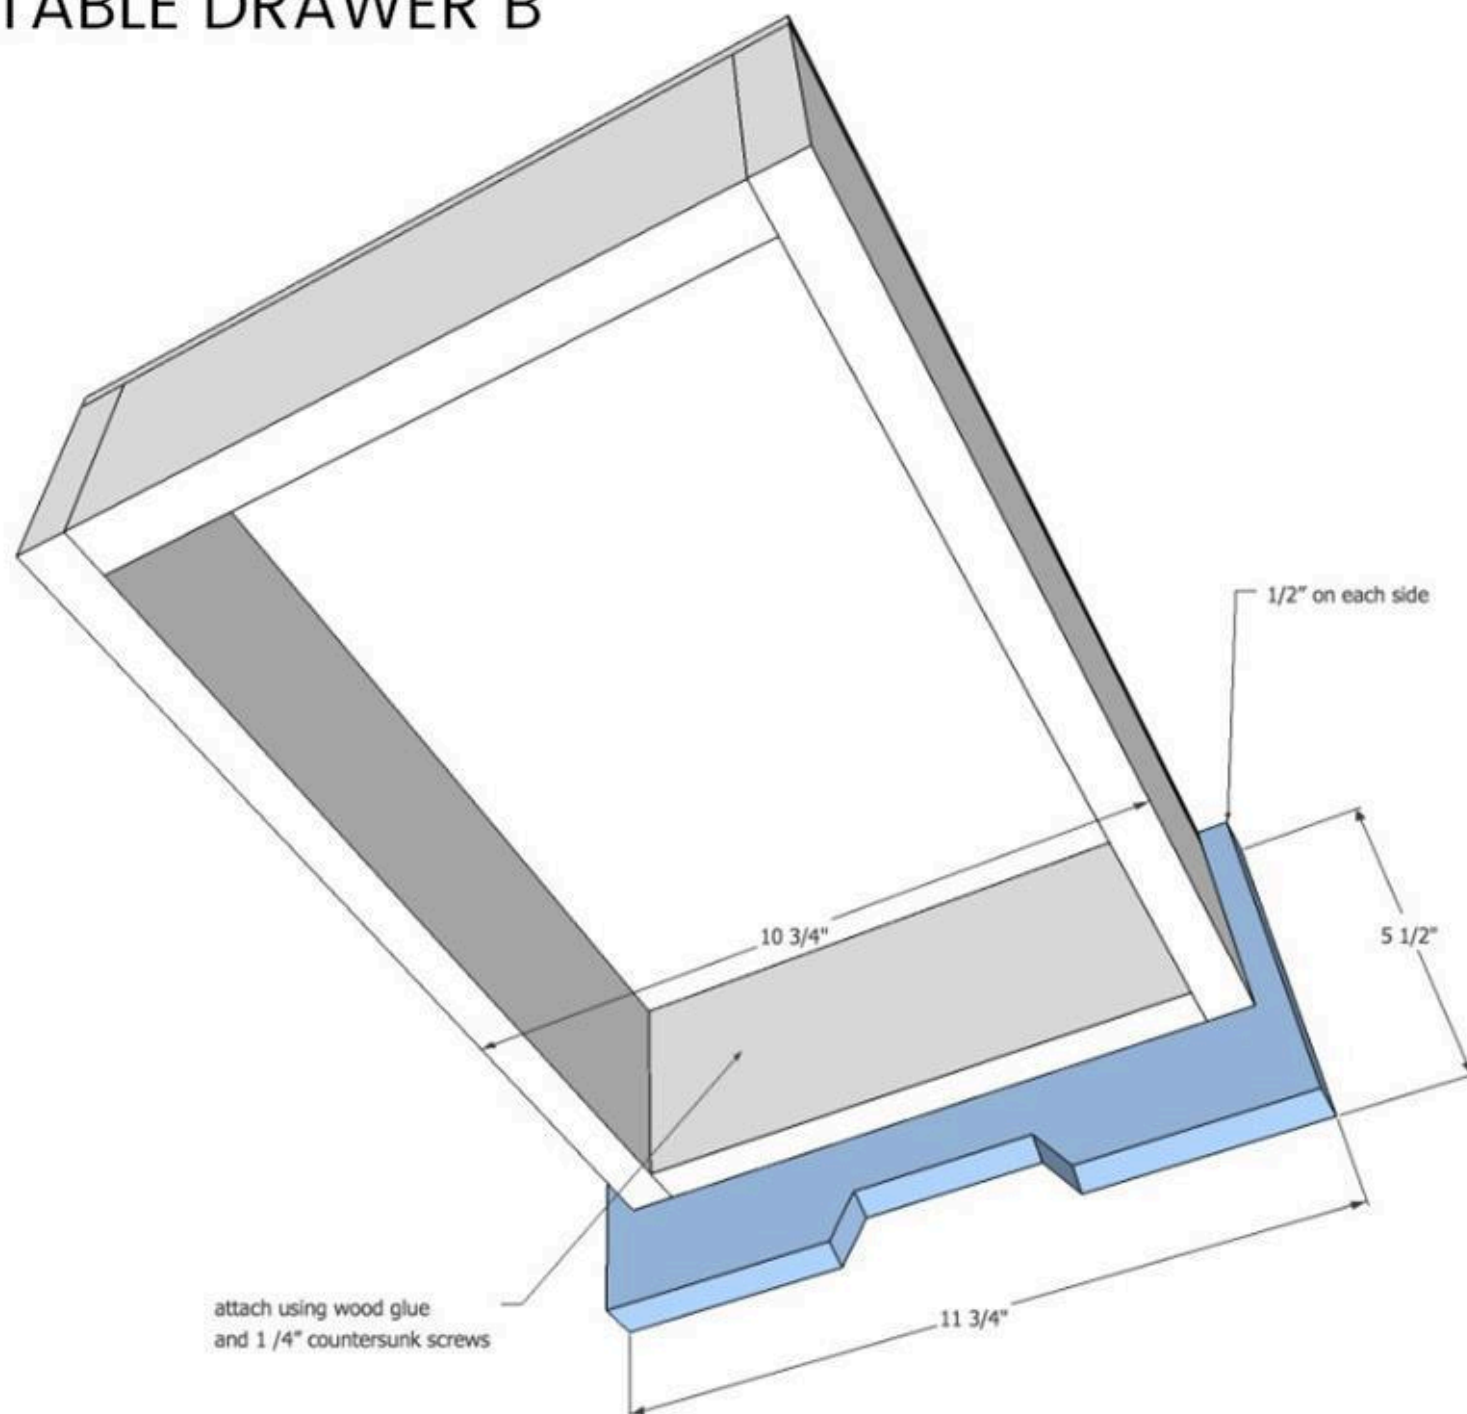 TABLE DRAWER B
1/2" on each side
10 3/4"
5 1/2"
attach using wood glue
and 1 /4" countersunk screws
11 3/4"